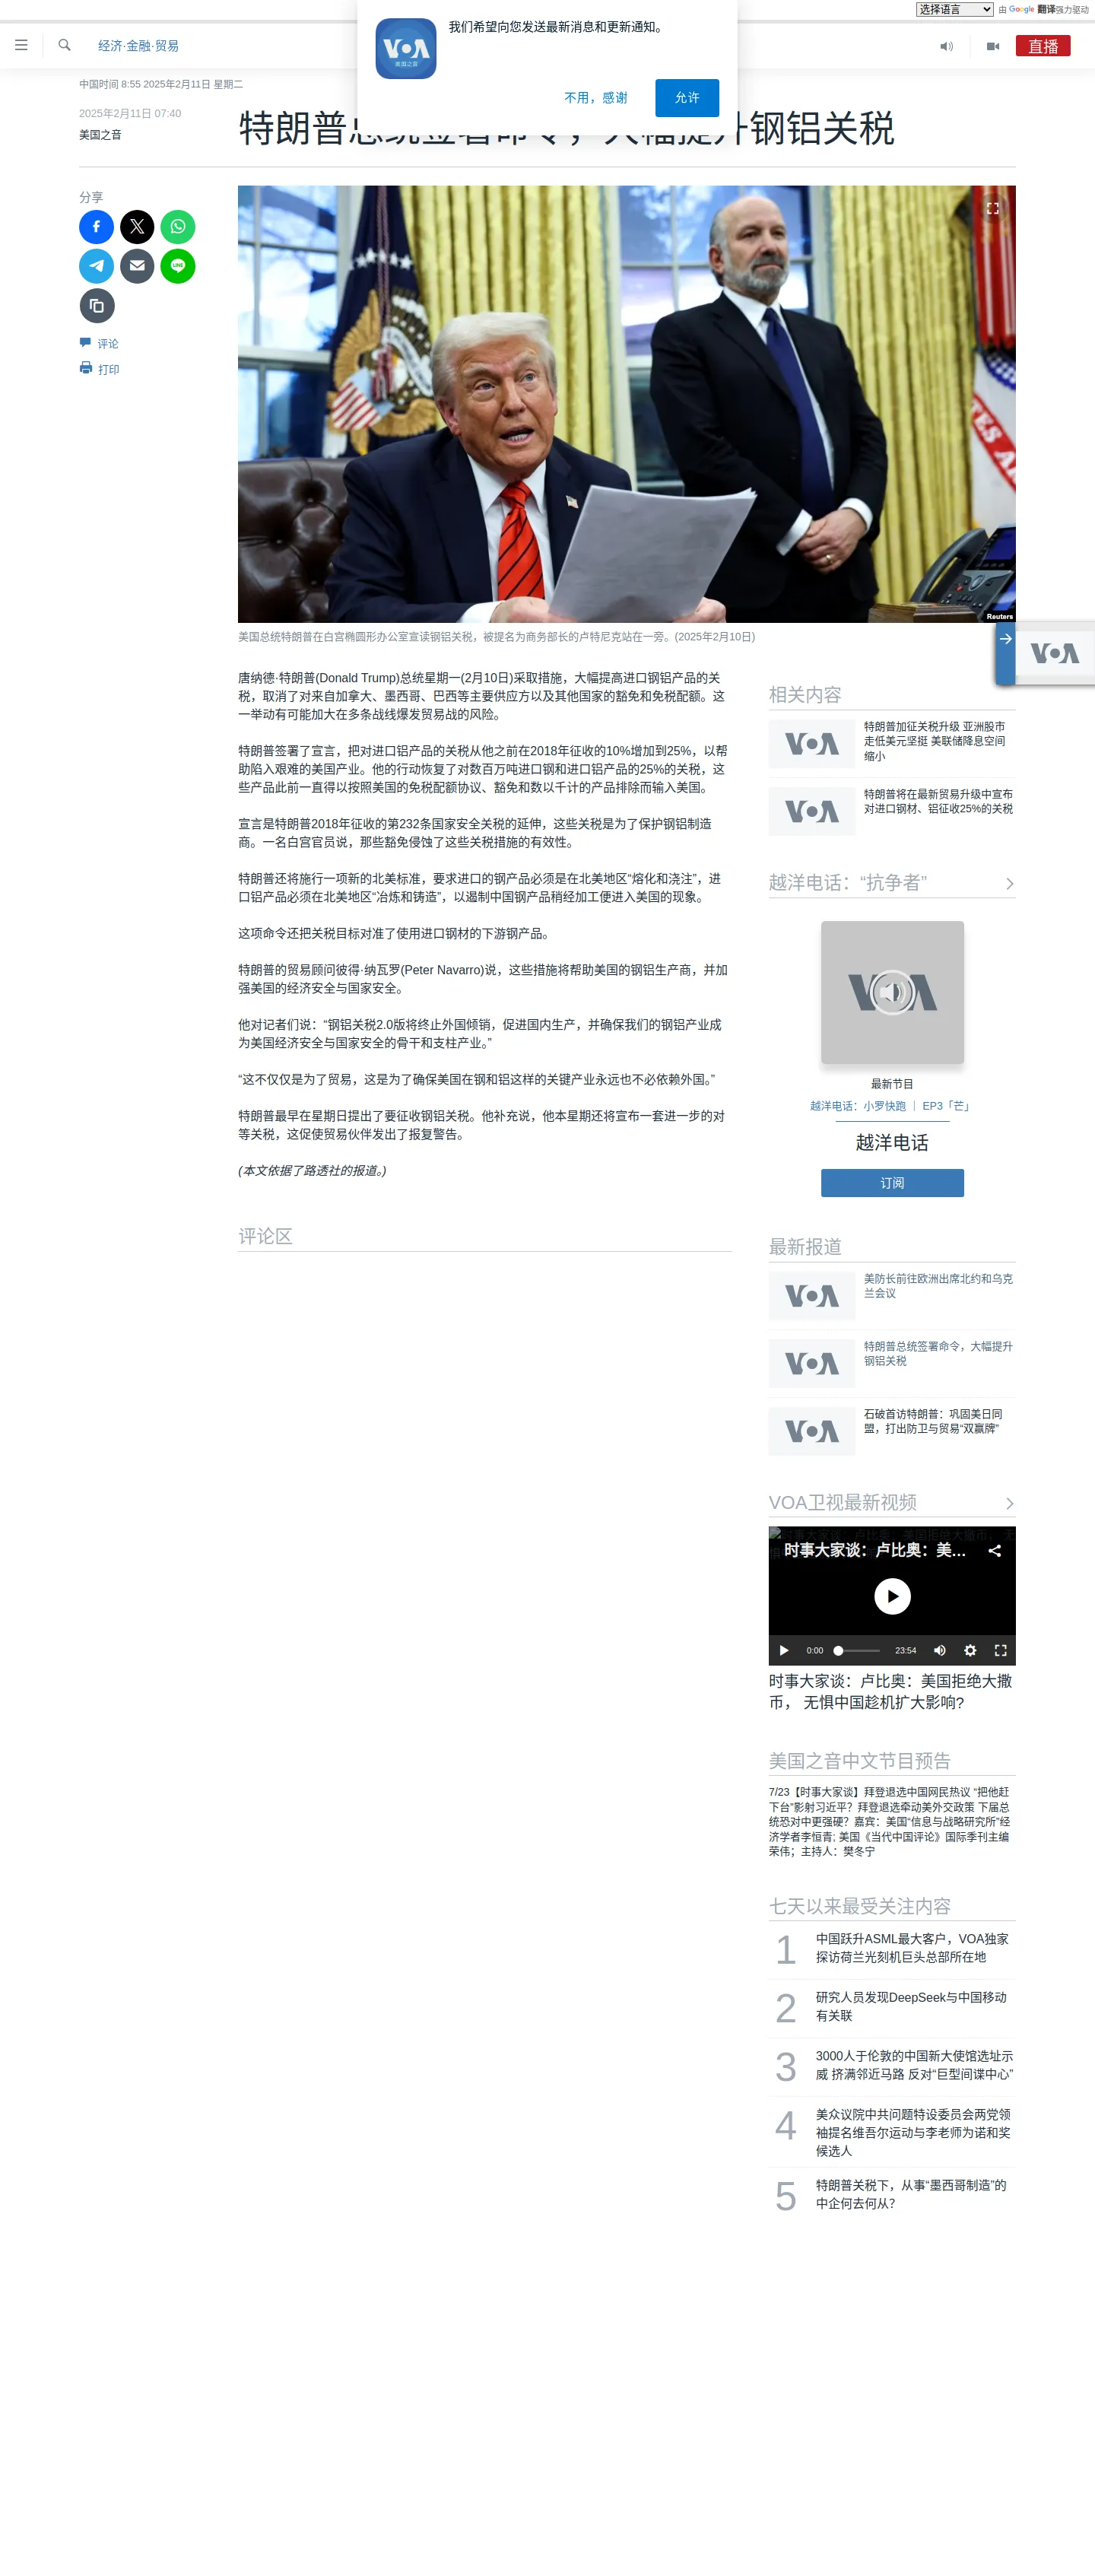 选择语言
由 Google 翻译强力驱动
我们希望向您发送最新消息和更新通知。
VOA
美国之音
不用，感谢
允许
经济·金融·贸易
直播
中国时间 8:55 2025年2月11日 星期二
2025年2月11日 07:40
美国之音
特朗普总统签署命令，大幅提升钢铝关税
分享
LINE
评论
打印
Reuters
美国总统特朗普在白宫椭圆形办公室宣读钢铝关税，被提名为商务部长的卢特尼克站在一旁。(2025年2月10日)
VOA
唐纳德·特朗普(Donald Trump)总统星期一(2月10日)采取措施，大幅提高进口钢铝产品的关
税，取消了对来自加拿大、墨西哥、巴西等主要供应方以及其他国家的豁免和免税配额。这
一举动有可能加大在多条战线爆发贸易战的风险。
特朗普签署了宣言，把对进口铝产品的关税从他之前在2018年征收的10%增加到25%，以帮
助陷入艰难的美国产业。他的行动恢复了对数百万吨进口钢和进口铝产品的25%的关税，这
些产品此前一直得以按照美国的免税配额协议、豁免和数以千计的产品排除而输入美国。
宣言是特朗普2018年征收的第232条国家安全关税的延伸，这些关税是为了保护钢铝制造
商。一名白宫官员说，那些豁免侵蚀了这些关税措施的有效性。
特朗普还将施行一项新的北美标准，要求进口的钢产品必须是在北美地区“熔化和浇注”，进
口铝产品必须在北美地区“冶炼和铸造”，以遏制中国钢产品稍经加工便进入美国的现象。
这项命令还把关税目标对准了使用进口钢材的下游钢产品。
特朗普的贸易顾问彼得·纳瓦罗(Peter Navarro)说，这些措施将帮助美国的钢铝生产商，并加
强美国的经济安全与国家安全。
他对记者们说：“钢铝关税2.0版将终止外国倾销，促进国内生产，并确保我们的钢铝产业成
为美国经济安全与国家安全的骨干和支柱产业。”
“这不仅仅是为了贸易，这是为了确保美国在钢和铝这样的关键产业永远也不必依赖外国。”
特朗普最早在星期日提出了要征收钢铝关税。他补充说，他本星期还将宣布一套进一步的对
等关税，这促使贸易伙伴发出了报复警告。
(本文依据了路透社的报道。)
评论区
相关内容
VOA
特朗普加征关税升级 亚洲股市
走低美元坚挺 美联储降息空间
缩小
VOA
特朗普将在最新贸易升级中宣布
对进口钢材、铝征收25%的关税
越洋电话：“抗争者”
VOA
最新节目
越洋电话：小罗快跑 ｜ EP3「芒」
越洋电话
订阅
最新报道
VOA
美防长前往欧洲出席北约和乌克
兰会议
VOA
特朗普总统签署命令，大幅提升
钢铝关税
VOA
石破首访特朗普：巩固美日同
盟，打出防卫与贸易“双赢牌”
VOA卫视最新视频
时事大家谈：卢比奥：美...
0:00
23:54
时事大家谈：卢比奥：美国拒绝大撒
币， 无惧中国趁机扩大影响?
美国之音中文节目预告
7/23【时事大家谈】拜登退选中国网民热议 “把他赶
下台”影射习近平？拜登退选牵动美外交政策 下届总
统恐对中更强硬？嘉宾：美国“信息与战略研究所”经
济学者李恒青; 美国《当代中国评论》国际季刊主编
荣伟；主持人：樊冬宁
七天以来最受关注内容
1
中国跃升ASML最大客户，VOA独家
探访荷兰光刻机巨头总部所在地
2
研究人员发现DeepSeek与中国移动
有关联
3
3000人于伦敦的中国新大使馆选址示
威 挤满邻近马路 反对“巨型间谍中心”
4
美众议院中共问题特设委员会两党领
袖提名维吾尔运动与李老师为诺和奖
候选人
5
特朗普关税下，从事“墨西哥制造”的
中企何去何从？